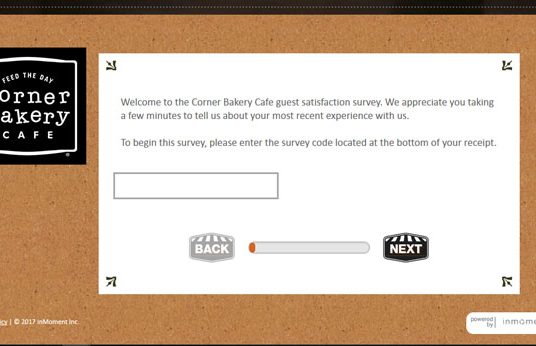 FEED THE DAY
orner
akery
CAFE
®
Welcome to the Corner Bakery Cafe guest satisfaction survey. We appreciate you taking
a few minutes to tell us about your most recent experience with us.
To begin this survey, please enter the survey code located at the bottom of your receipt.
BACK
NEXT
icy | © 2017 inMoment Inc.
powered
by
inmome